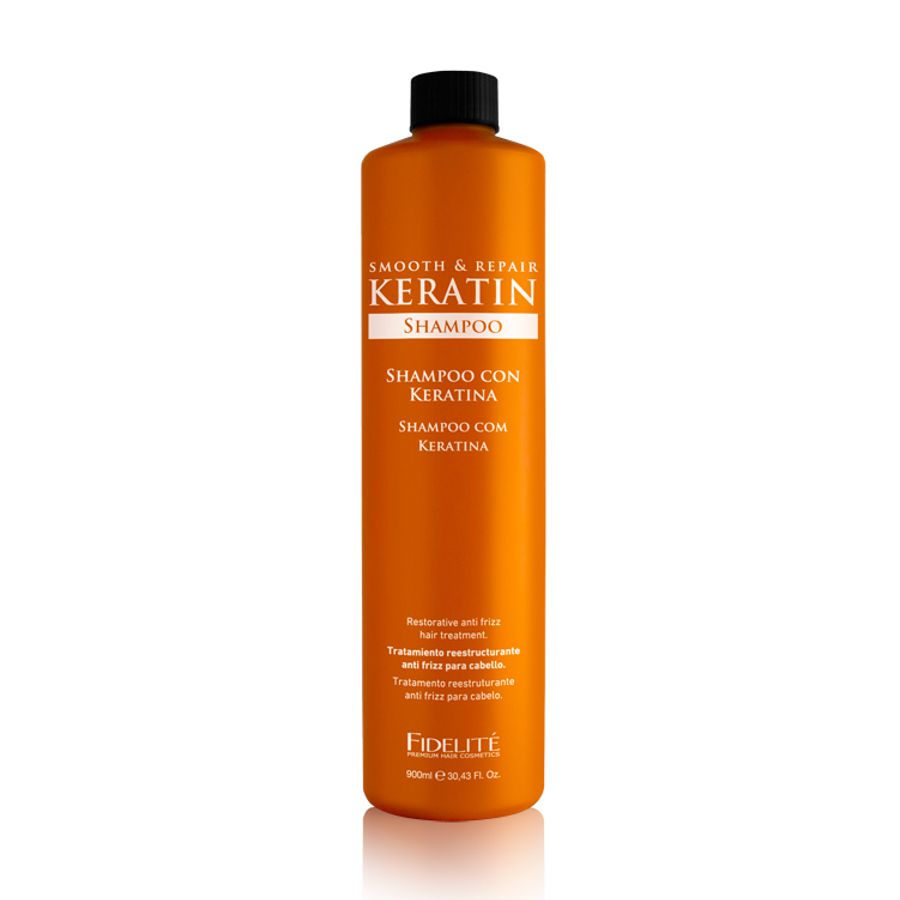 SMOOTH & REPAIR
KERATIN
SHAMPOO
SHAMPOO CON
KERATINA
SHAMPOO COM
KERATINA
Restorative anti frizz
hair treatment.
Tratamiento reestructurante
anti frizz para cabello.
Tratamento reestruturante
anti frizz para cabelo.
FIDELITÉ
PREMIUM HAIR COSMETICS
900ml ℮ 30,43 Fl. Oz.